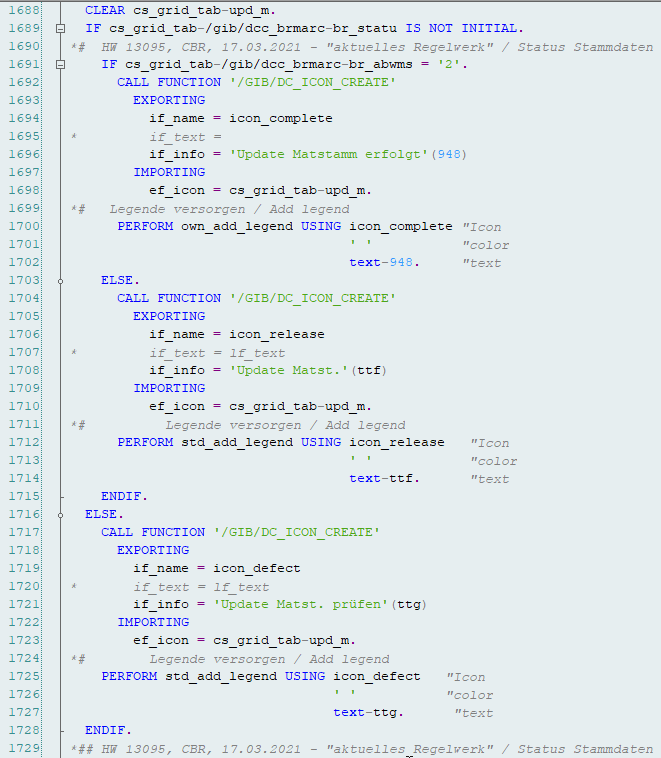 1688 CLEAR cs_grid_tab-upd_m.
1689 IF cs_grid_tab-/gib/dcc_brmarc-br_statu IS NOT INITIAL.
1690 *# HW 13095, CBR, 17.03.2021 - "aktuelles Regelwerk" / Status Stammdaten
1691 IF cs_grid_tab-/gib/dcc_brmarc-br_abwms = '2'.
1692 CALL FUNCTION '/GIB/DC_ICON_CREATE'
1693 EXPORTING
1694 if_name = icon_complete
1695 * if_text =
1696 if_info = 'Update Matstamm erfolgt'(948)
1697 IMPORTING
1698 ef_icon = cs_grid_tab-upd_m.
1699 *# Legende versorgen / Add legend
1700 PERFORM own_add_legend USING icon_complete "Icon
1701 ' ' "color
1702 text-948. "text
1703 ELSE.
1704 CALL FUNCTION '/GIB/DC_ICON_CREATE'
1705 EXPORTING
1706 if_name = icon_release
1707 * if_text = lf_text
1708 if_info = 'Update Matst.'(ttf)
1709 IMPORTING
1710 ef_icon = cs_grid_tab-upd_m.
1711 *# Legende versorgen / Add legend
1712 PERFORM std_add_legend USING icon_release "Icon
1713 ' ' "color
1714 text-ttf. "text
1715 ENDIF.
1716 ELSE.
1717 CALL FUNCTION '/GIB/DC_ICON_CREATE'
1718 EXPORTING
1719 if_name = icon_defect
1720 * if_text = lf_text
1721 if_info = 'Update Matst. prüfen'(ttg)
1722 IMPORTING
1723 ef_icon = cs_grid_tab-upd_m.
1724 *# Legende versorgen / Add legend
1725 PERFORM std_add_legend USING icon_defect "Icon
1726 ' ' "color
1727 text-ttg. "text
1728 ENDIF.
1729 *## HW 13095, CBR, 17.03.2021 - "aktuelles Regelwerk" / Status Stammdaten